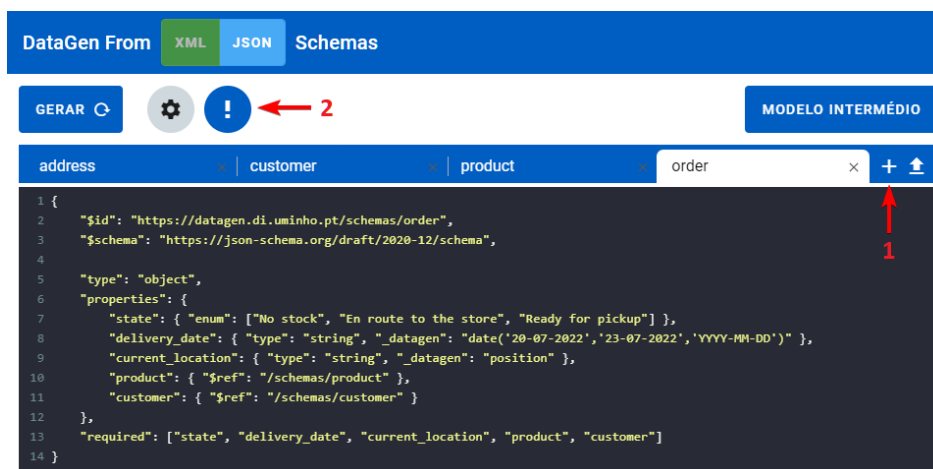 DataGen From XML JSON Schemas
GERAR ! 2 MODELO INTERMÉDIO
address × customer × product × order × +
1
1 {
2 "$id": "https://datagen.di.uminho.pt/schemas/order",
3 "$schema": "https://json-schema.org/draft/2020-12/schema",
4
5 "type": "object",
6 "properties": {
7 "state": { "enum": ["No stock", "En route to the store", "Ready for pickup"] },
8 "delivery_date": { "type": "string", "_datagen": "date('20-07-2022','23-07-2022','YYYY-MM-DD')" },
9 "current_location": { "type": "string", "_datagen": "position" },
10 "product": { "$ref": "/schemas/product" },
11 "customer": { "$ref": "/schemas/customer" }
12 },
13 "required": ["state", "delivery_date", "current_location", "product", "customer"]
14 }